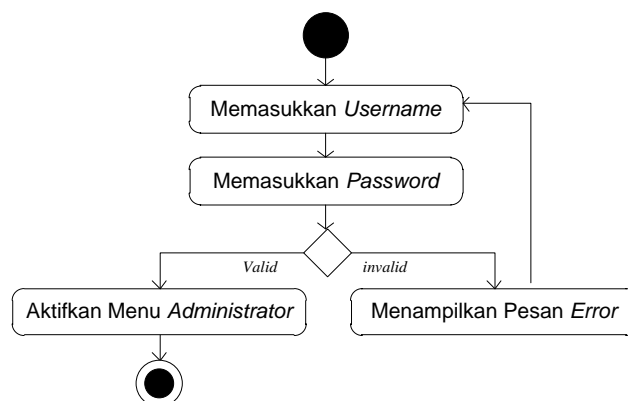 Memasukkan Username
Memasukkan Password
Valid
invalid
Aktifkan Menu Administrator
Menampilkan Pesan Error